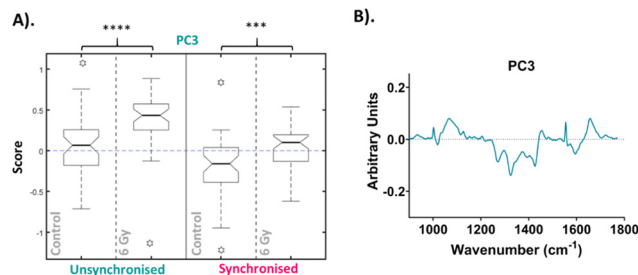 A).
****
PC3
***
Score
1
0.5
0
-0.5
-1
Control
6 Gy
Control
6 Gy
Unsynchronised
Synchronised
B).
PC3
Arbitrary Units
0.2
0.0
-0.2
1000
1200
1400
1600
1800
Wavenumber (cm⁻¹)